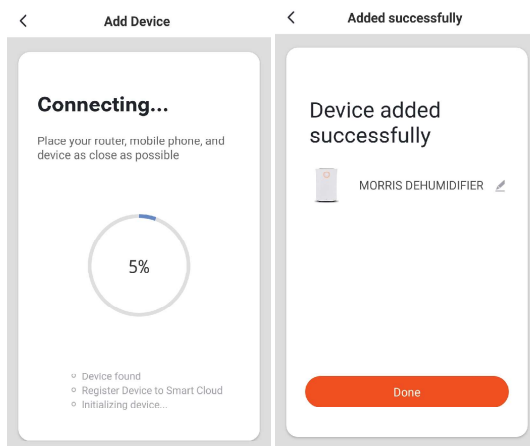 Add Device
Connecting...
Place your router, mobile phone, and
device as close as possible
5%
Device found
Register Device to Smart Cloud
Initializing device...
Added successfully
Device added
successfully
MORRIS DEHUMIDIFIER
Done